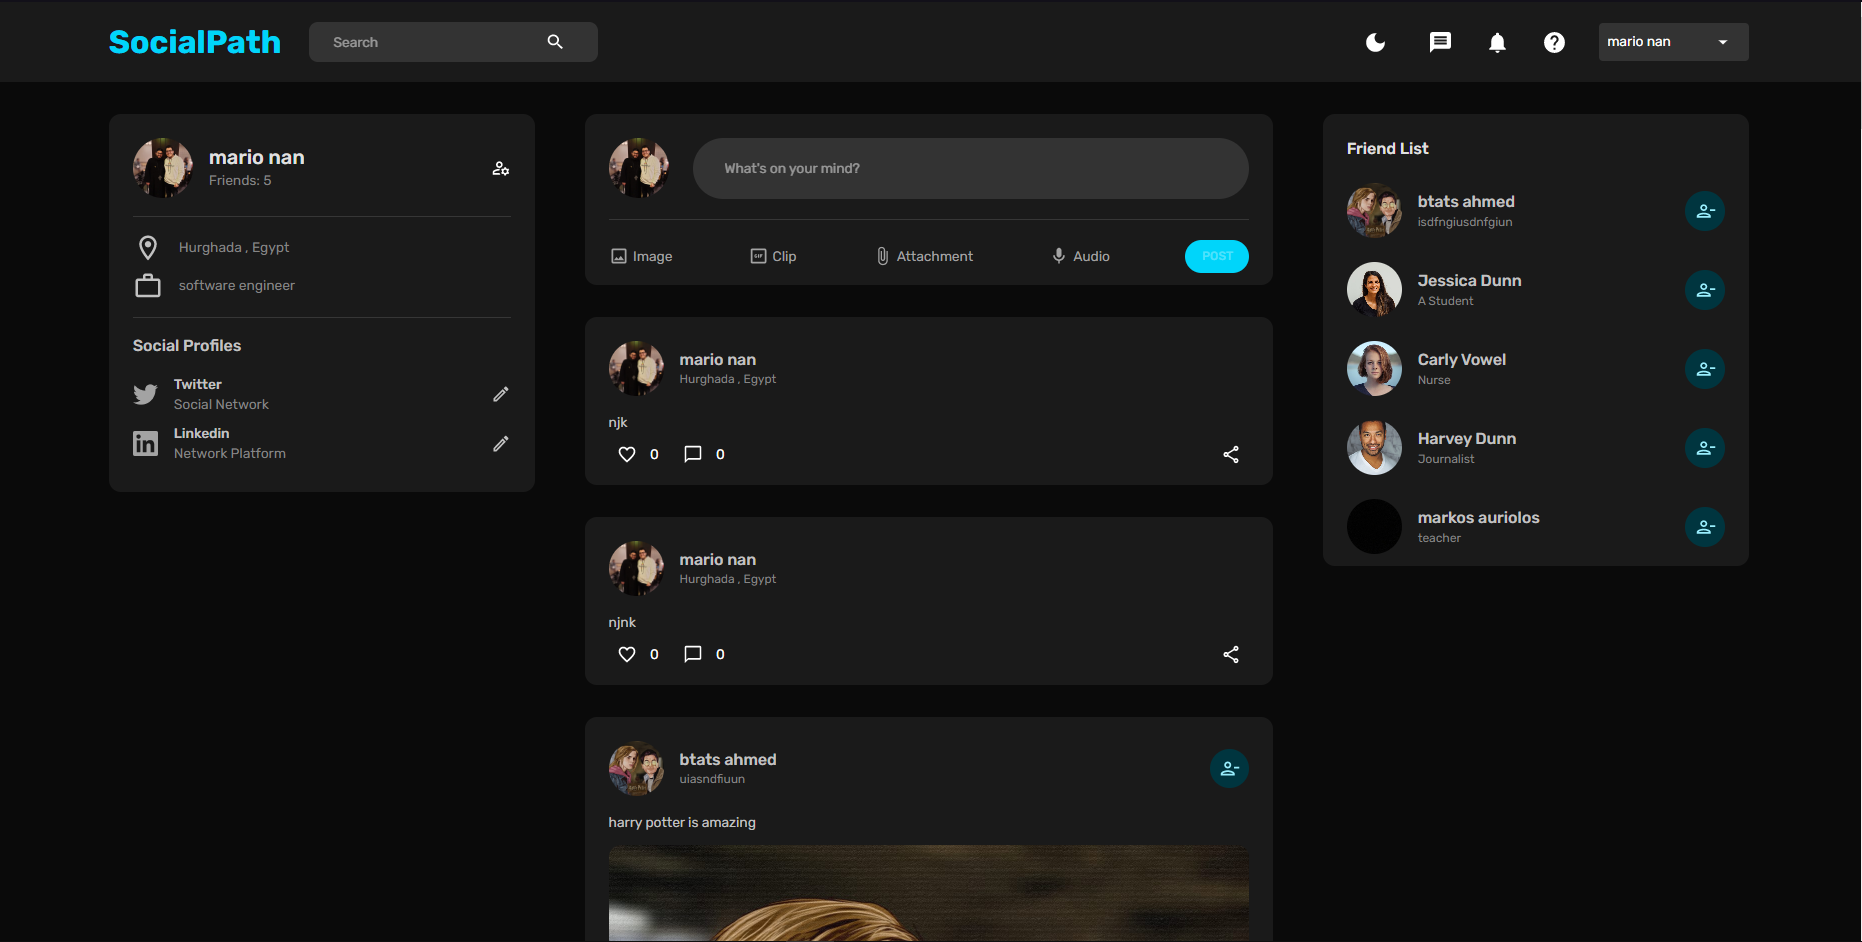 SocialPath
Search
mario nan
mario nan
Friends: 5
Hurghada , Egypt
software engineer
Social Profiles
Twitter
Social Network
Linkedin
Network Platform
What's on your mind?
Image
GIF
Clip
Attachment
Audio
POST
mario nan
Hurghada , Egypt
njk
0
0
mario nan
Hurghada , Egypt
njnk
0
0
btats ahmed
uiasndfiuun
harry potter is amazing
Friend List
btats ahmed
isdfngiusdnfgiun
Jessica Dunn
A Student
Carly Vowel
Nurse
Harvey Dunn
Journalist
markos auriolos
teacher